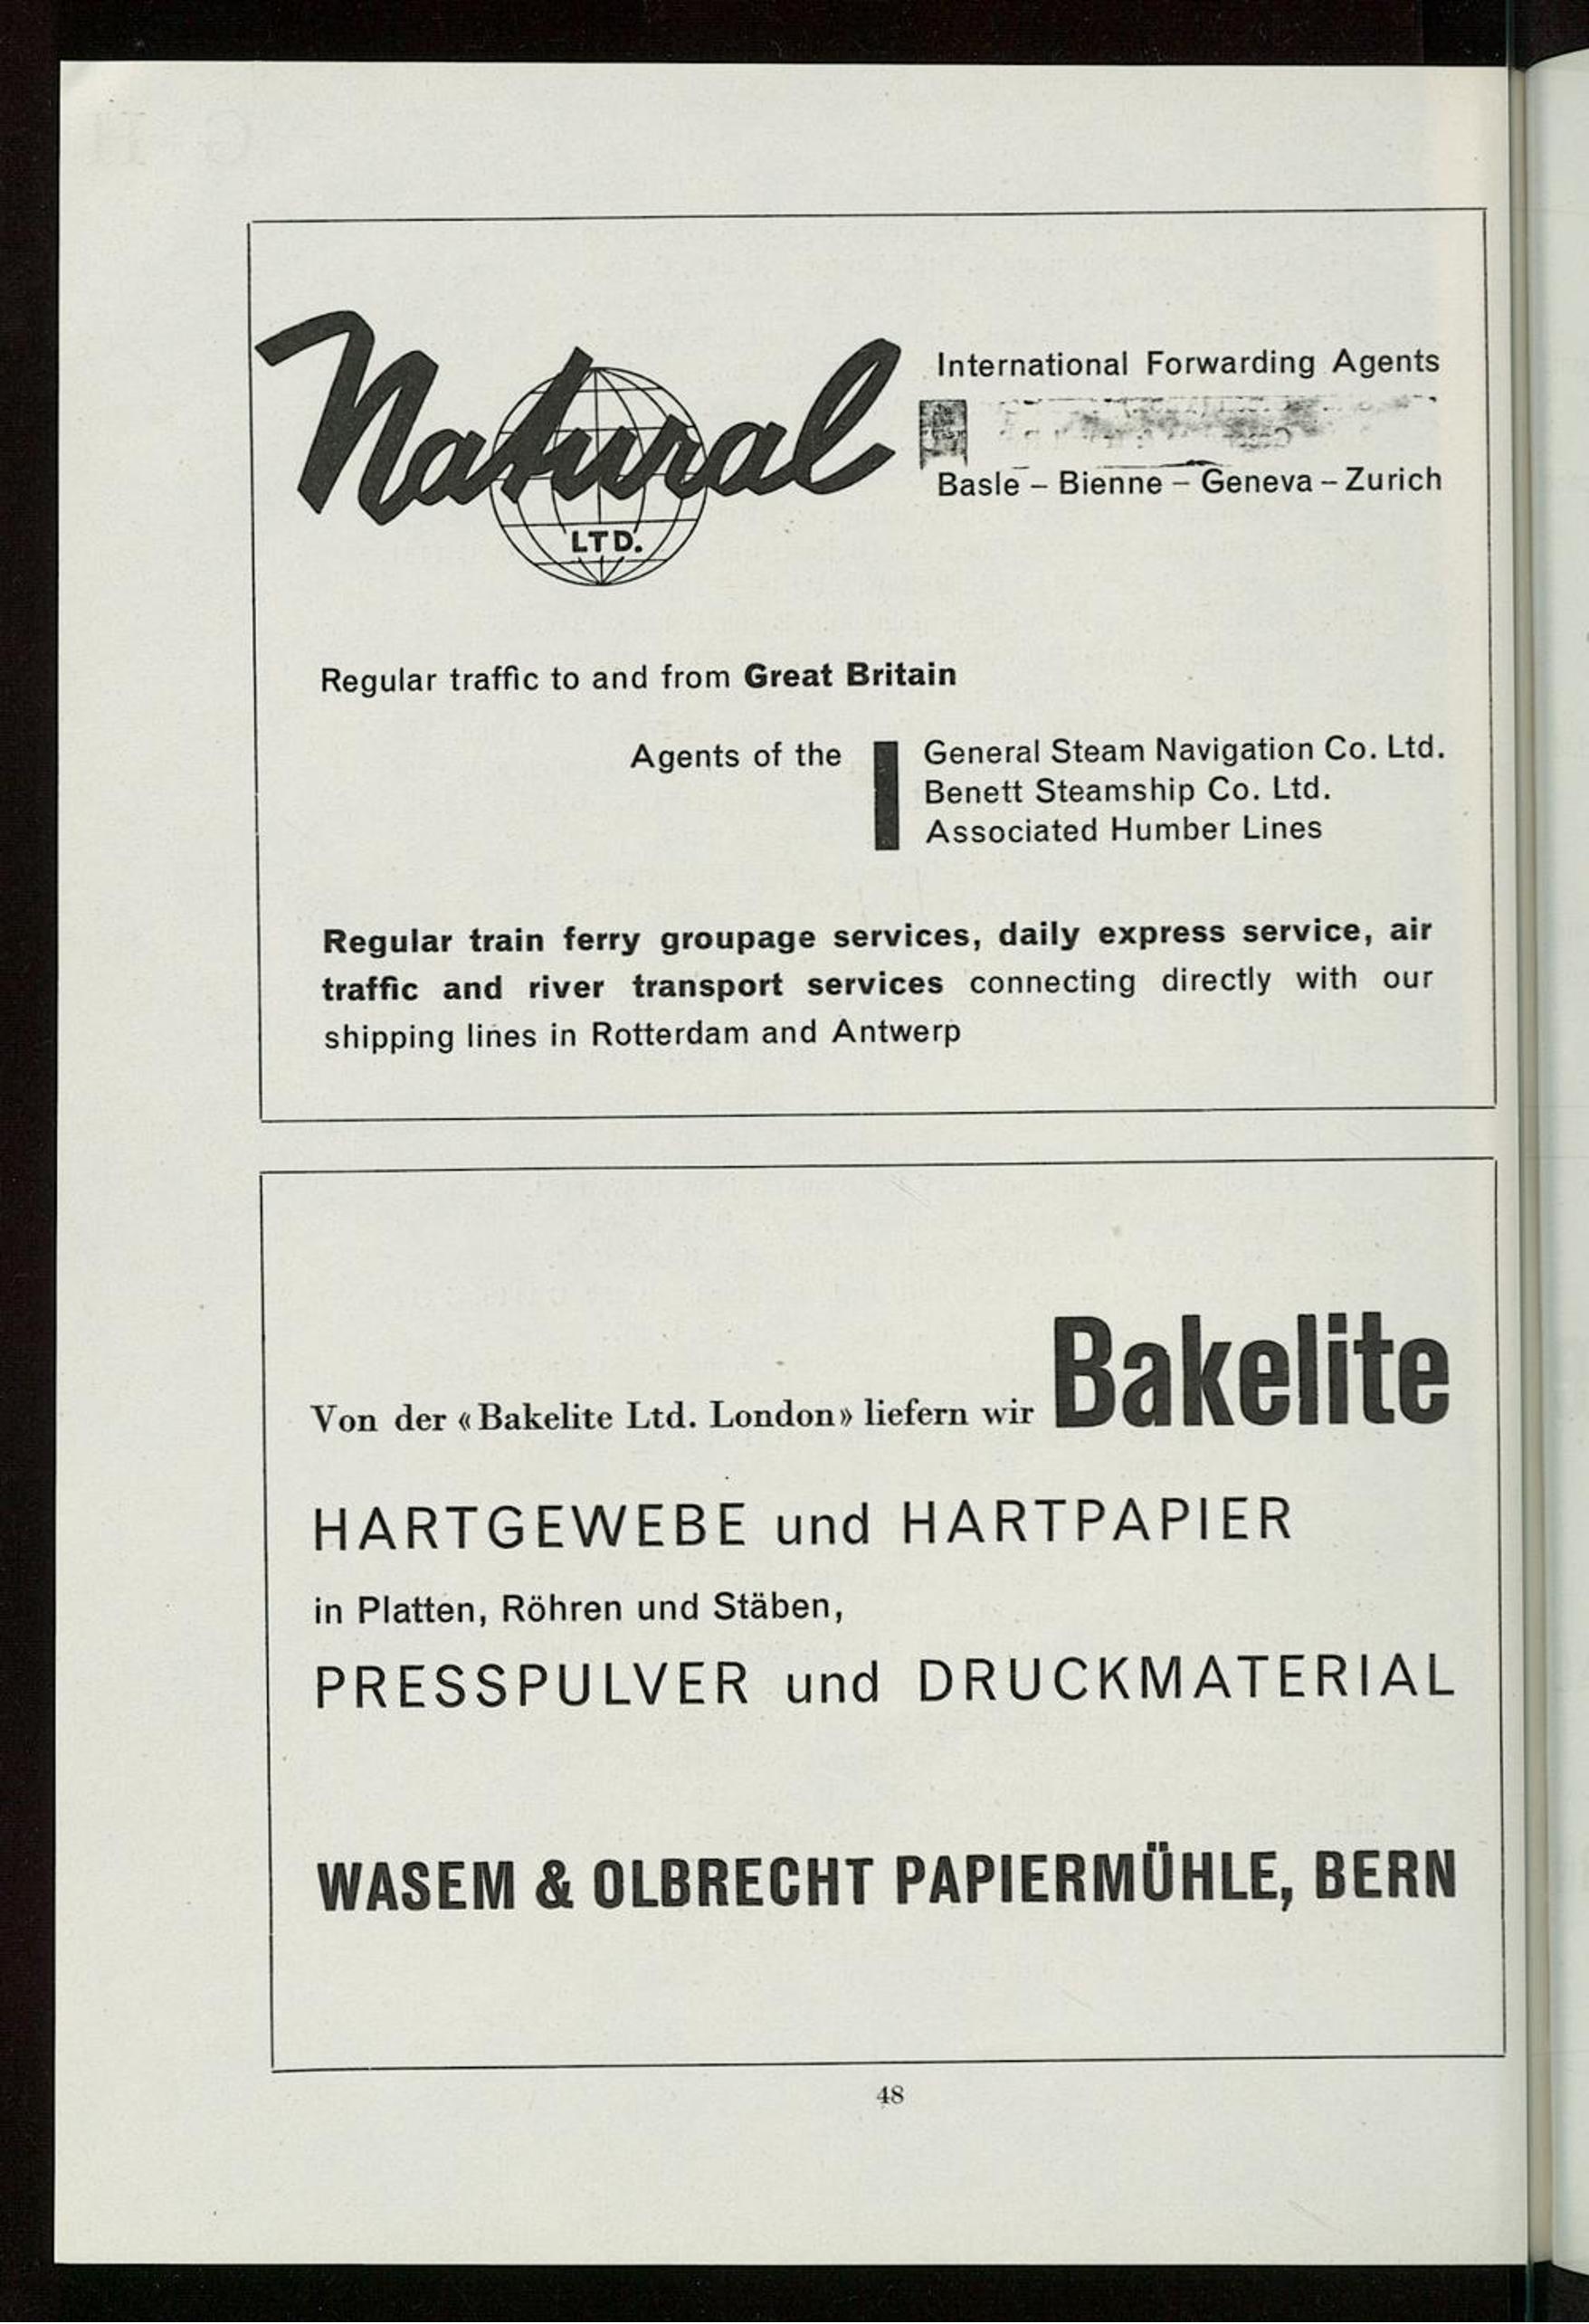 Natural
LTD.
International Forwarding Agents
Basle – Bienne – Geneva – Zurich
Regular traffic to and from Great Britain
Agents of the
General Steam Navigation Co. Ltd.
Benett Steamship Co. Ltd.
Associated Humber Lines
Regular train ferry groupage services, daily express service, air
traffic and river transport services connecting directly with our
shipping lines in Rotterdam and Antwerp
Von der «Bakelite Ltd. London» liefern wir Bakelite
HARTGEWEBE und HARTPAPIER
in Platten, Röhren und Stäben,
PRESSPULVER und DRUCKMATERIAL
WASEM & OLBRECHT PAPIERMÜHLE, BERN
48